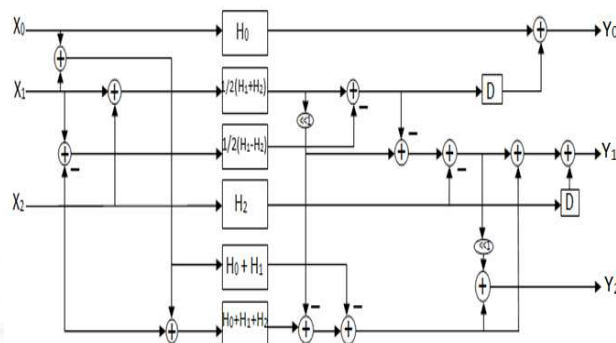 X₀ H₀ + Y₀
+
X₁ + 1/2(H₁+H₂) + − D
≪1
+ − 1/2(H₁-H₂) + − + − + + Y₁
X₂ H₂ D
≪1
H₀ + H₁ + Y₂
+ H₀+H₁+H₂ + − + −